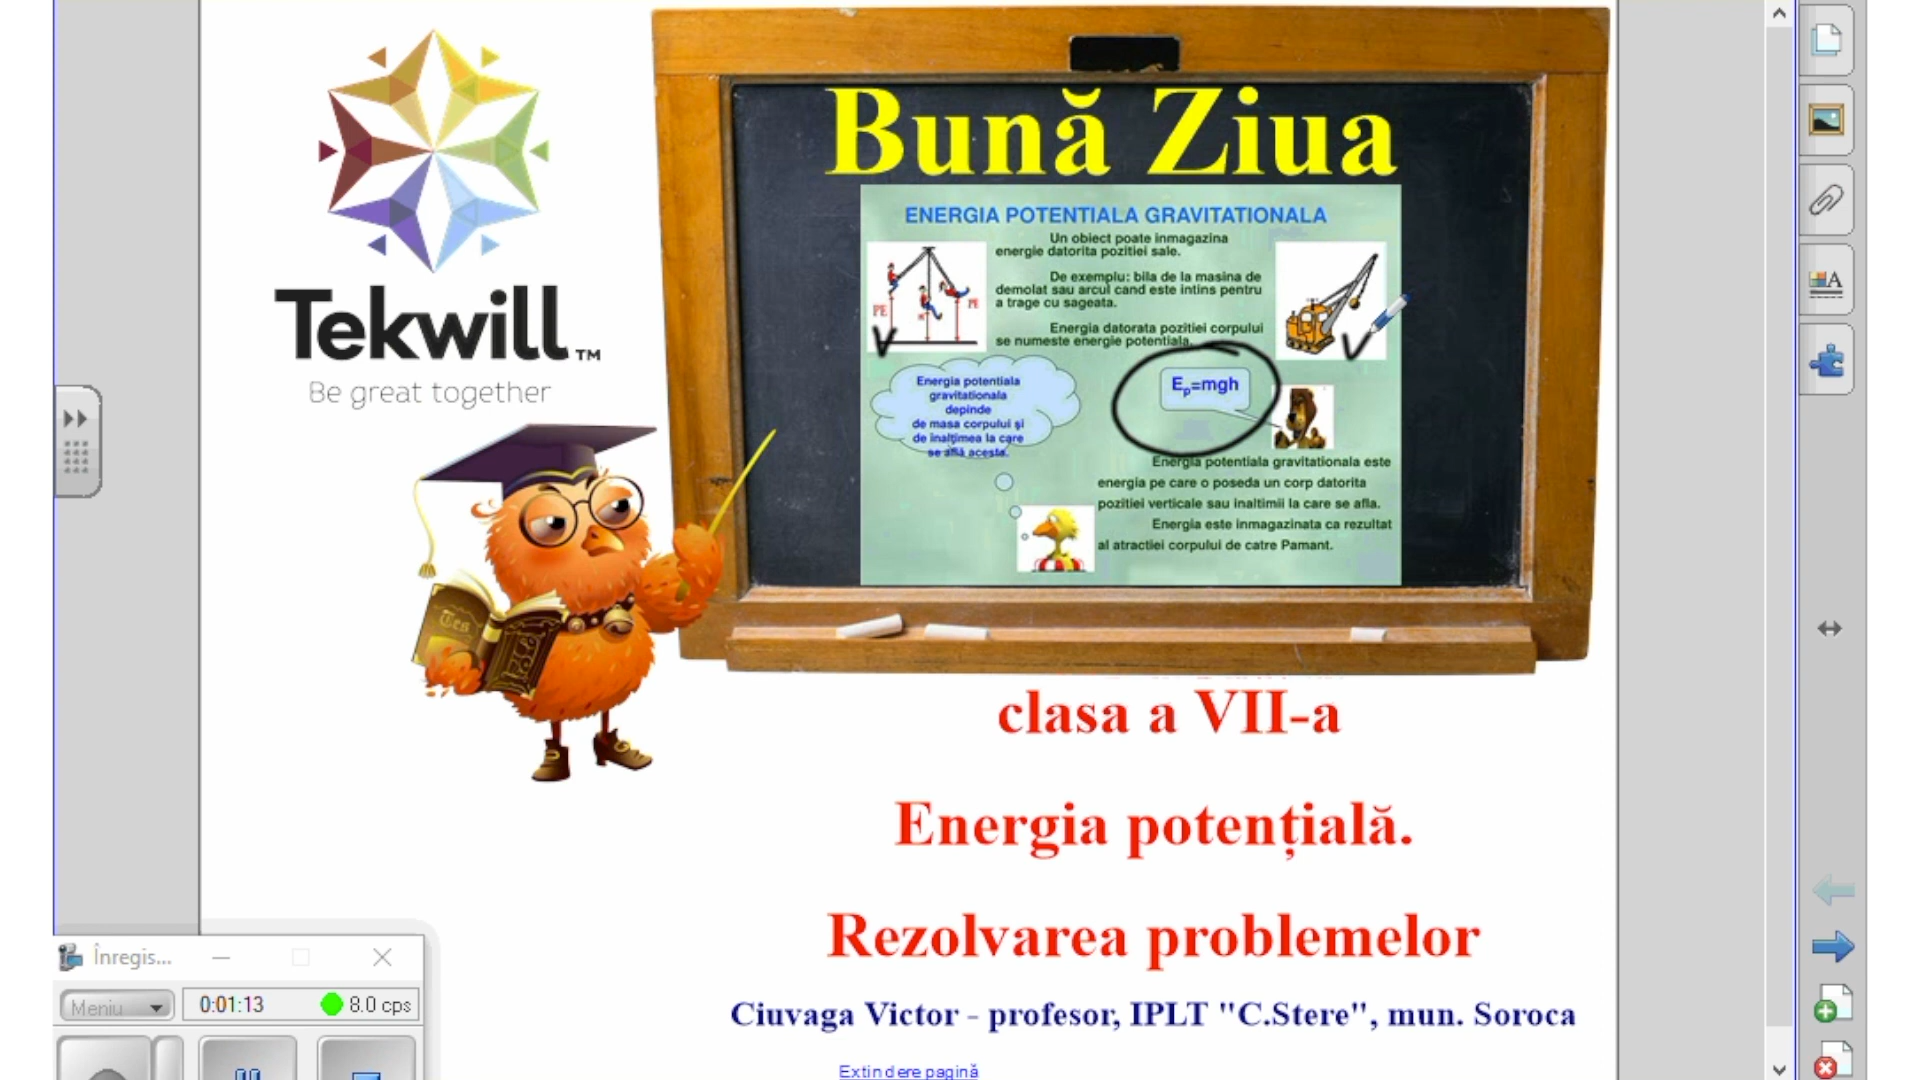 Bună Ziua
ENERGIA POTENTIALA GRAVITATIONALA
Un obiect poate inmagazina
energie datorita pozitiei sale.
De exemplu: bila de la masina de
demolat sau arcul cand este intins pentru
a trage cu sageata.
Energia datorata pozitiei corpului
se numeste energie potentiala.
PE
PE
Energia potentiala
gravitationala
depinde
de masa corpului şi
de înalţimea la care
se află acesta.
Ep=mgh
Energia potentiala gravitationala este
energia pe care o poseda un corp datorita
pozitiei verticale sau inaltimii la care se afla.
Energia este inmagazinata ca rezultat
al atractiei corpului de catre Pamant.
Tekwill™
Be great together
clasa a VII-a
Energia potențială.
Rezolvarea problemelor
Ciuvaga Victor - profesor, IPLT "C.Stere", mun. Soroca
Extindere pagină
Înregis...
Meniu
0:01:13
8.0 cps
A